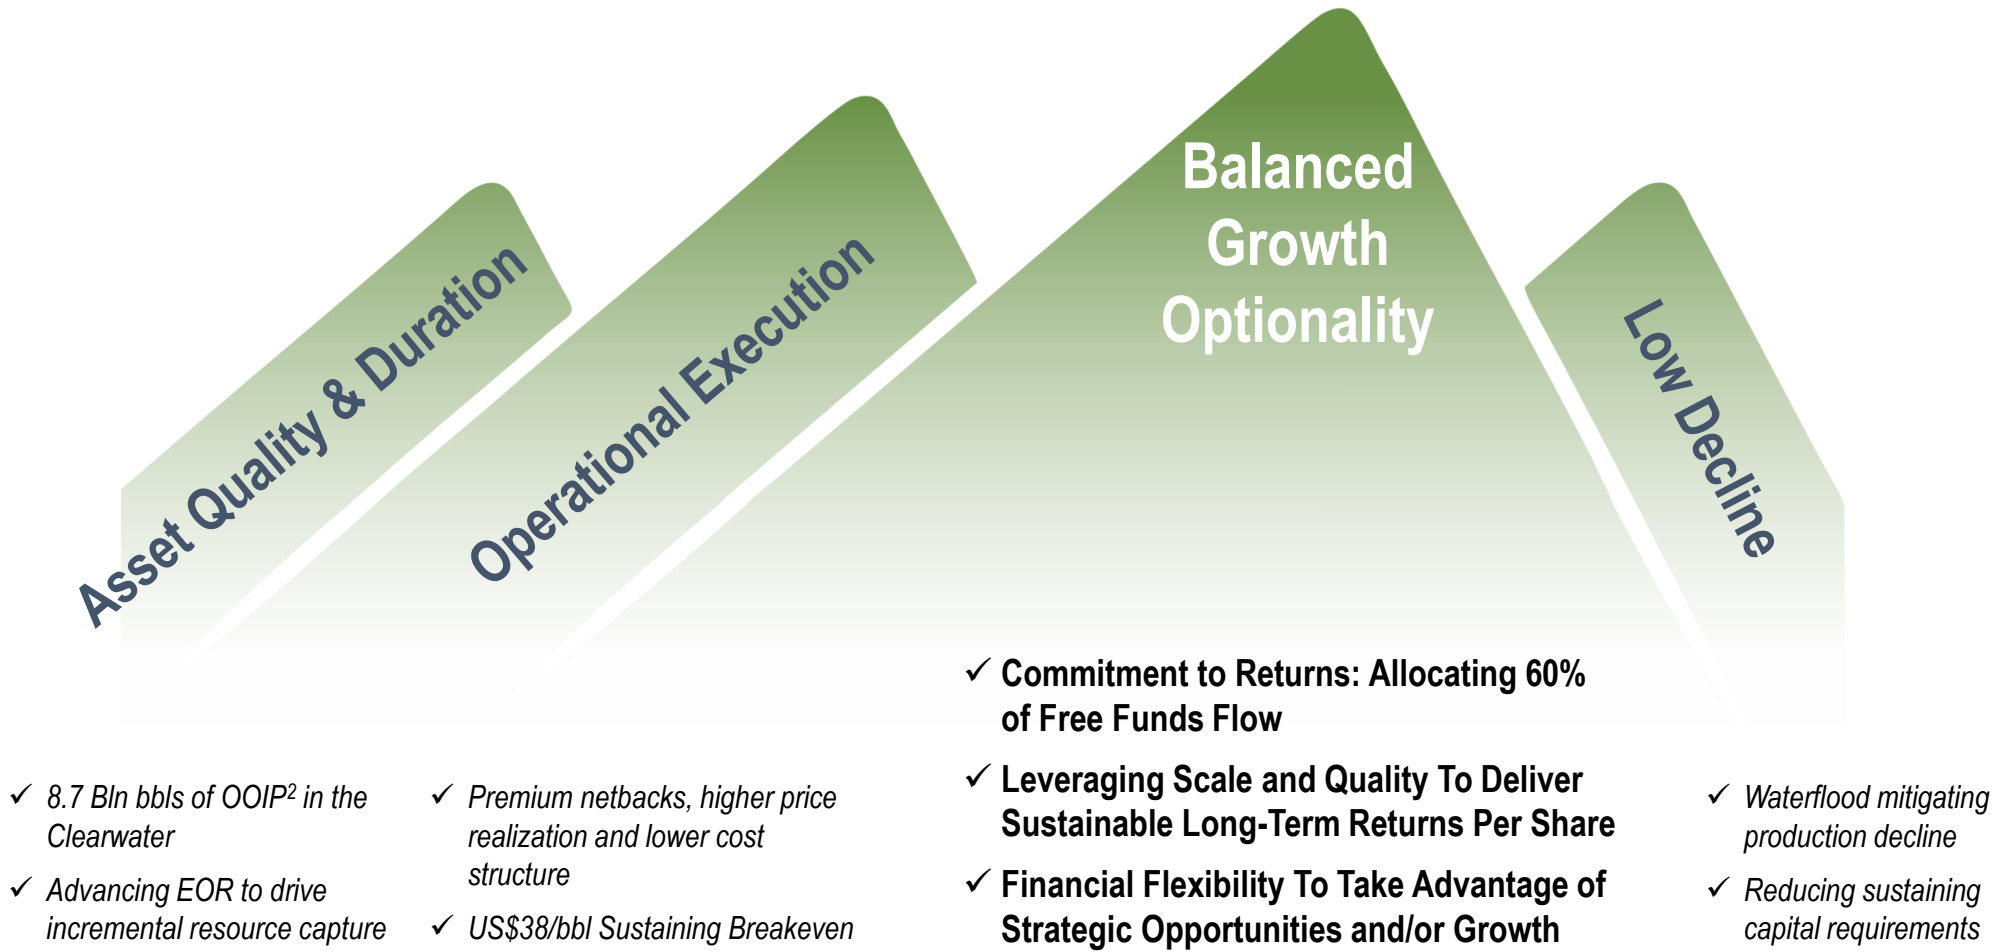 Asset Quality & Duration
Operational Execution
Balanced
Growth
Optionality
Low Decline
✓ 8.7 Bln bbls of OOIP² in the
Clearwater
✓ Advancing EOR to drive
incremental resource capture
✓ Premium netbacks, higher price
realization and lower cost
structure
✓ US$38/bbl Sustaining Breakeven
✓ Commitment to Returns: Allocating 60%
of Free Funds Flow
✓ Leveraging Scale and Quality To Deliver
Sustainable Long-Term Returns Per Share
✓ Financial Flexibility To Take Advantage of
Strategic Opportunities and/or Growth
✓ Waterflood mitigating
production decline
✓ Reducing sustaining
capital requirements